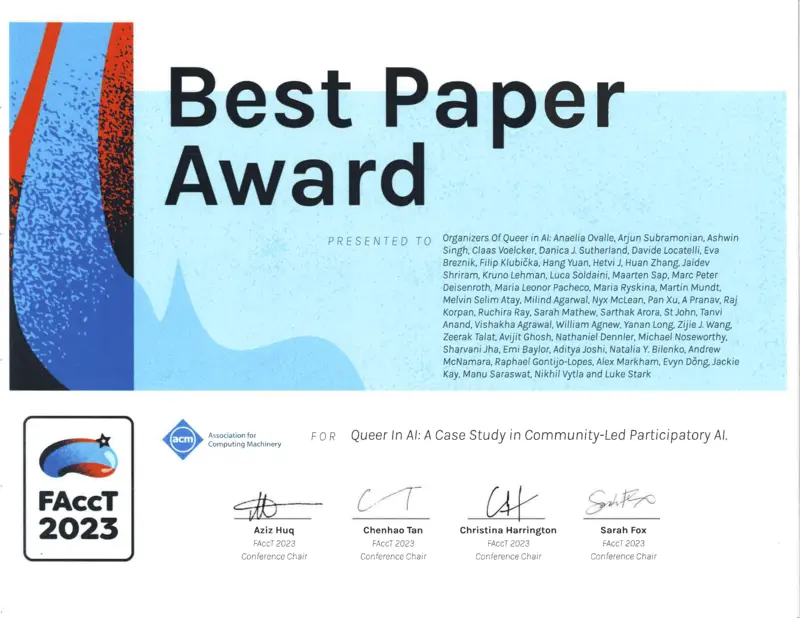 Best Paper
Award
PRESENTED TO
Organizers Of Queer in AI: Anaelia Ovalle, Arjun Subramonian, Ashwin
Singh, Claas Voelcker, Danica J. Sutherland, Davide Locatelli, Eva
Breznik, Filip Klubička, Hang Yuan, Hetvi J, Huan Zhang, Jaidev
Shriram, Kruno Lehman, Luca Soldaini, Maarten Sap, Marc Peter
Deisenroth, Maria Leonor Pacheco, Maria Ryskina, Martin Mundt,
Melvin Selim Atay, Milind Agarwal, Nyx McLean, Pan Xu, A Pranav, Raj
Korpan, Ruchira Ray, Sarah Mathew, Sarthak Arora, St John, Tanvi
Anand, Vishakha Agrawal, William Agnew, Yanan Long, Zijie J. Wang,
Zeerak Talat, Avijit Ghosh, Nathaniel Dennler, Michael Noseworthy,
Sharvani Jha, Emi Baylor, Aditya Joshi, Natalia Y. Bilenko, Andrew
McNamara, Raphael Gontijo-Lopes, Alex Markham, Evyn Dǒng, Jackie
Kay, Manu Saraswat, Nikhil Vytla and Luke Stark
acm
Association for
Computing Machinery
FOR
Queer In AI: A Case Study in Community-Led Participatory AI.
FAccT
2023
Aziz Huq
FAccT 2023
Conference Chair
Chenhao Tan
FAccT 2023
Conference Chair
Christina Harrington
FAccT 2023
Conference Chair
Sarah Fox
FAccT 2023
Conference Chair